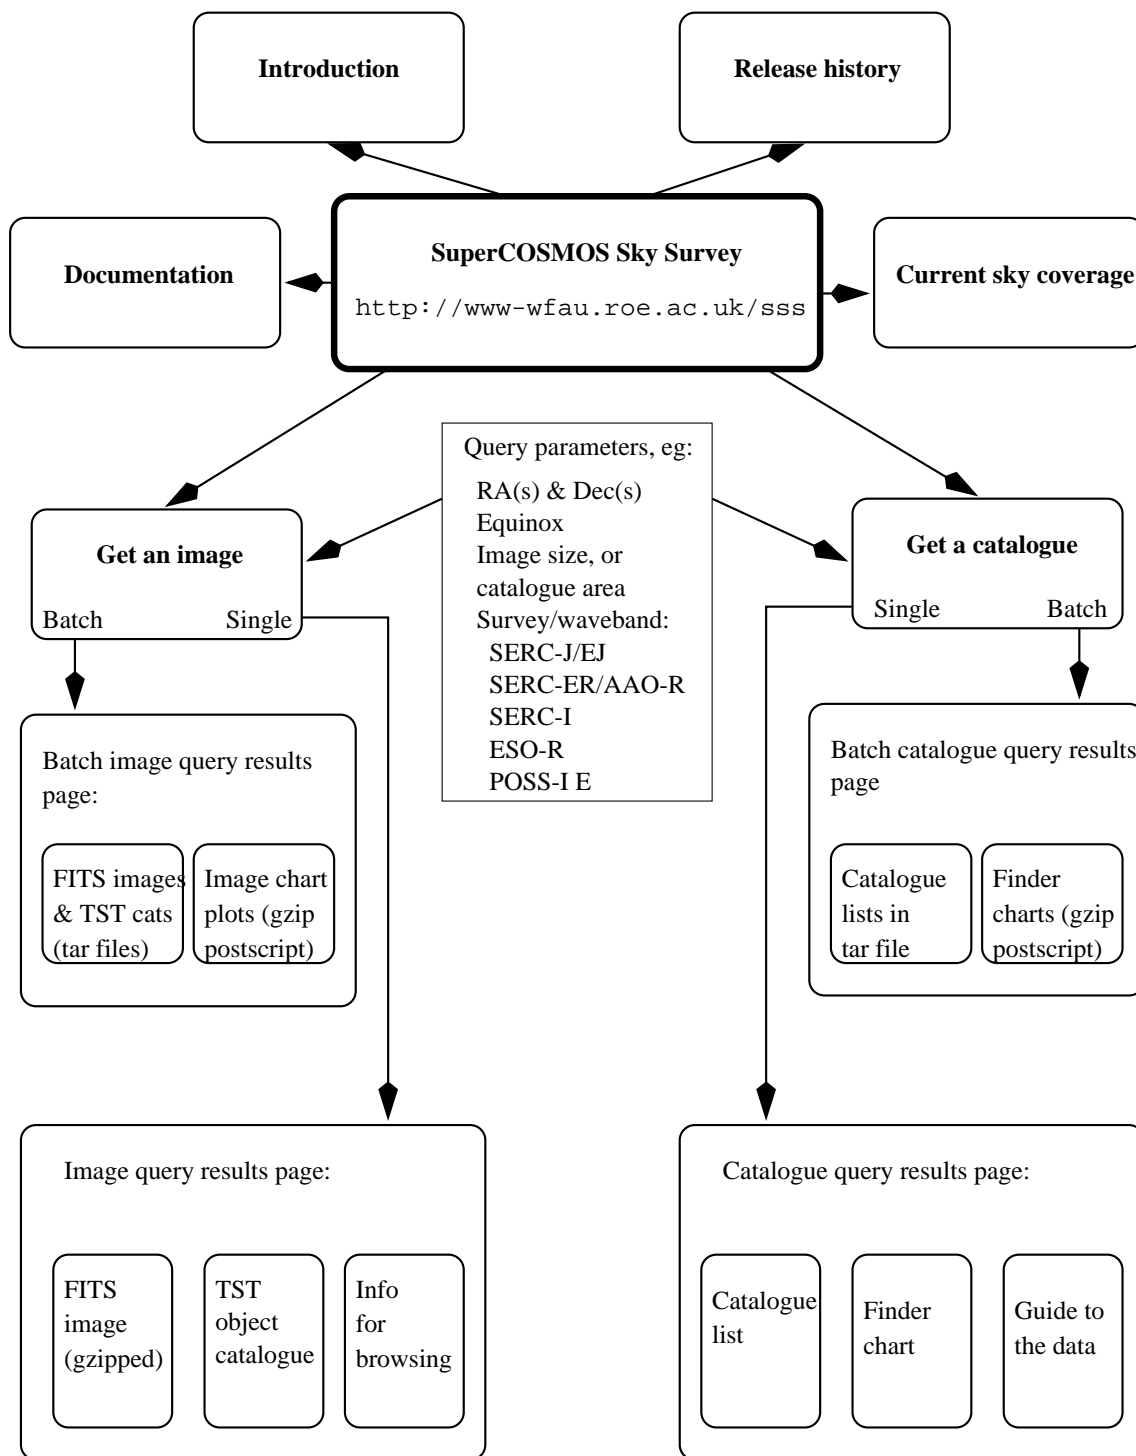 Introduction
Release history
SuperCOSMOS Sky Survey
http://www-wfau.roe.ac.uk/sss
Documentation
Current sky coverage
Query parameters, eg:
RA(s) & Dec(s)
Equinox
Image size, or
catalogue area
Survey/waveband:
SERC-J/EJ
SERC-ER/AAO-R
SERC-I
ESO-R
POSS-I E
Get an image
Batch
Single
Get a catalogue
Single
Batch
Batch image query results
page:
FITS images
& TST cats
(tar files)
Image chart
plots (gzip
postscript)
Batch catalogue query results
page
Catalogue
lists in
tar file
Finder
charts (gzip
postscript)
Image query results page:
FITS
image
(gzipped)
TST
object
catalogue
Info
for
browsing
Catalogue query results page:
Catalogue
list
Finder
chart
Guide to
the data